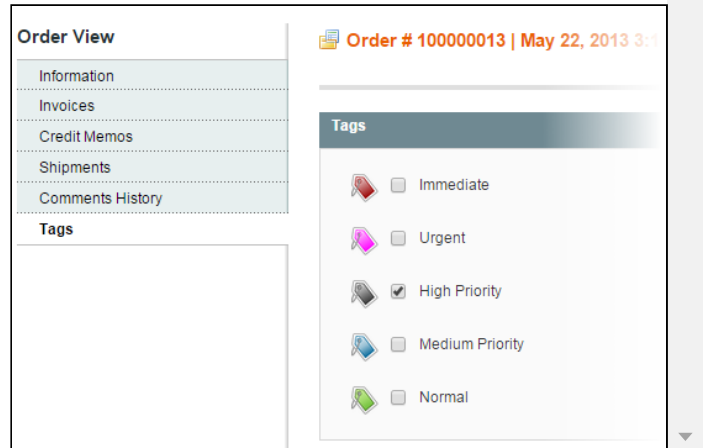 Order View
Information
Invoices
Credit Memos
Shipments
Comments History
Tags
Order # 100000013 | May 22, 2013
Tags
Immediate
Urgent
High Priority
Medium Priority
Normal